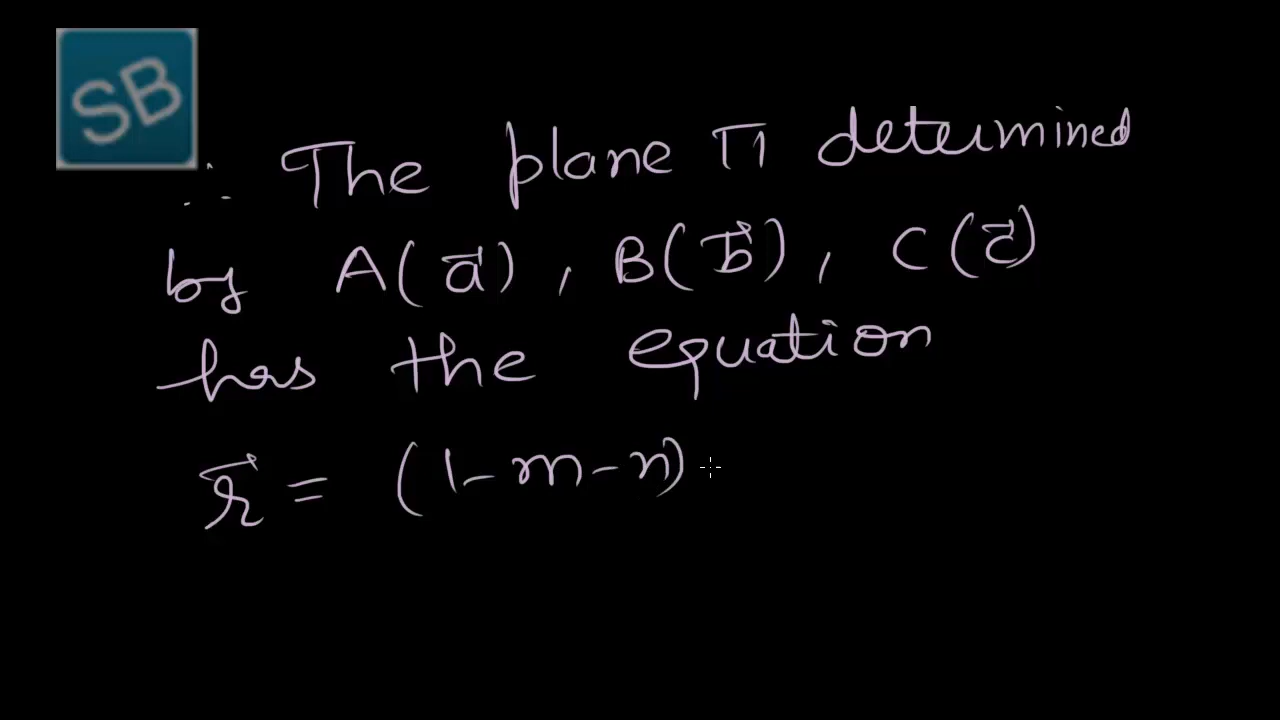 SB
∴ The plane π determined
by A(a⃗), B(b⃗), C(c⃗)
has the equation
r⃗ = (1-m-n)